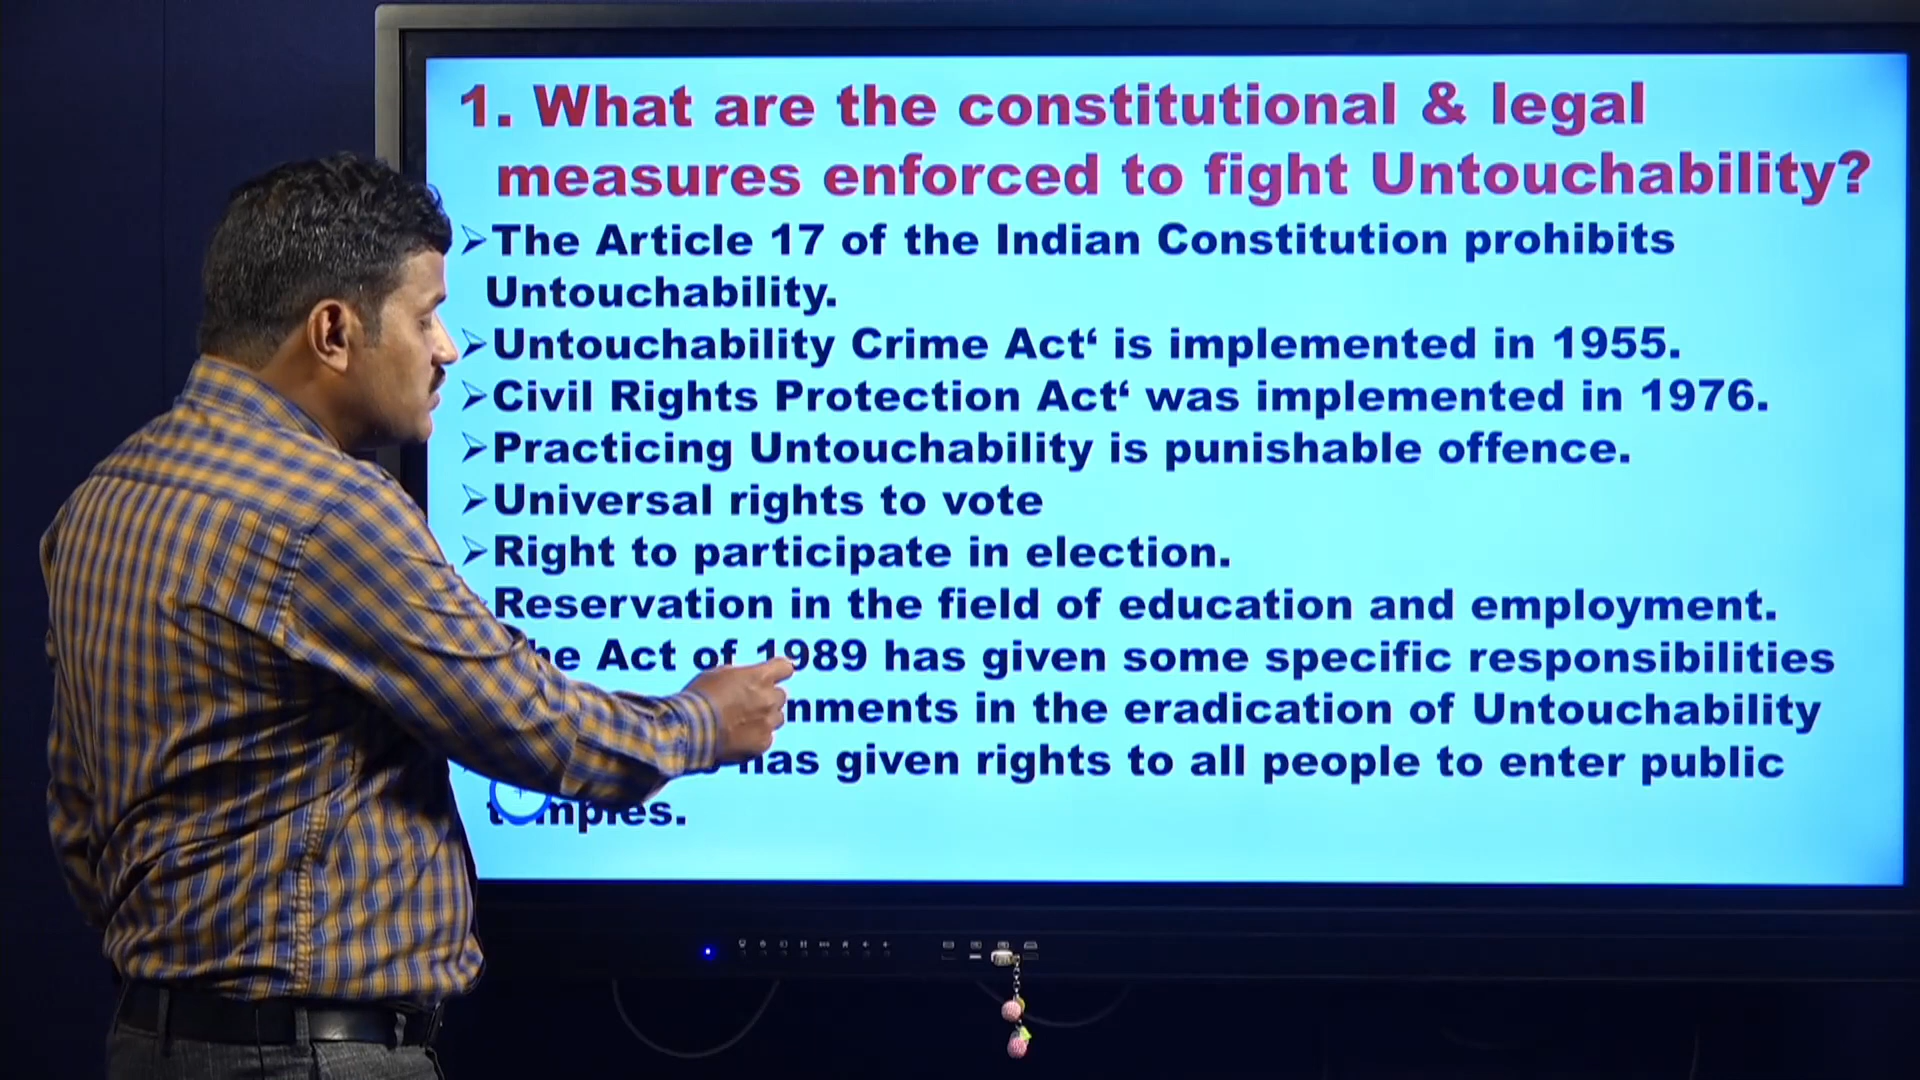 1. What are the constitutional & legal
measures enforced to fight Untouchability?
➢The Article 17 of the Indian Constitution prohibits
Untouchability.
➢Untouchability Crime Act‘ is implemented in 1955.
➢Civil Rights Protection Act‘ was implemented in 1976.
➢Practicing Untouchability is punishable offence.
➢Universal rights to vote
➢Right to participate in election.
Reservation in the field of education and employment.
Act of 1989 has given some specific responsibilities
in the eradication of Untouchability
has given rights to all people to enter public